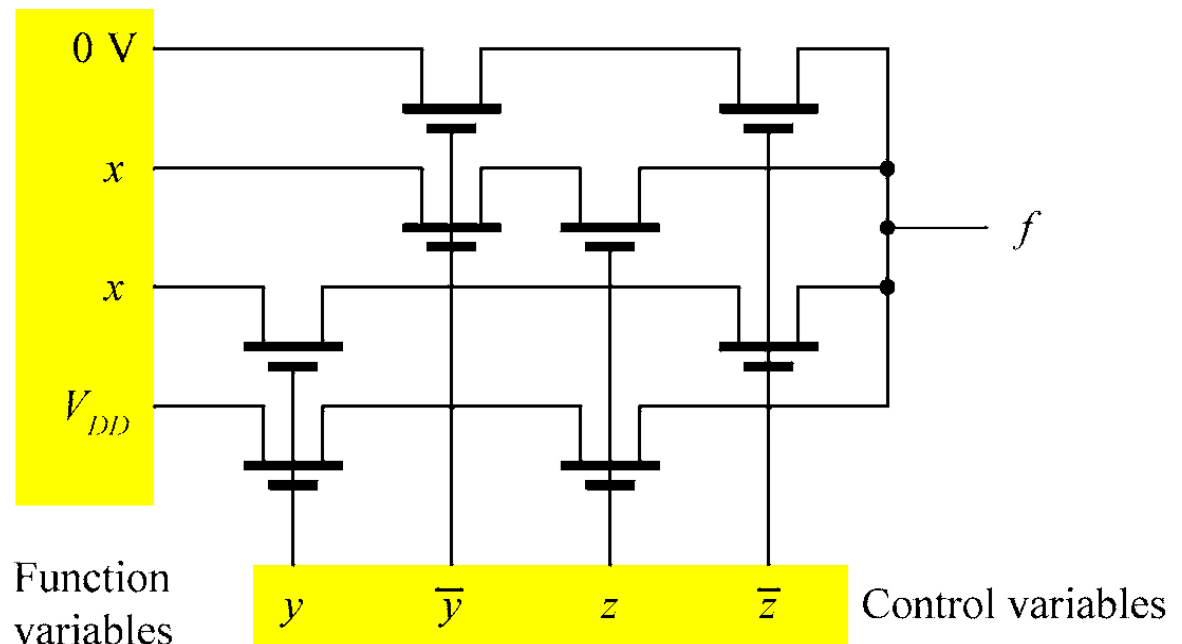 0 V
x
x
V_DD
f
Function
variables
y y̅ z z̅
Control variables